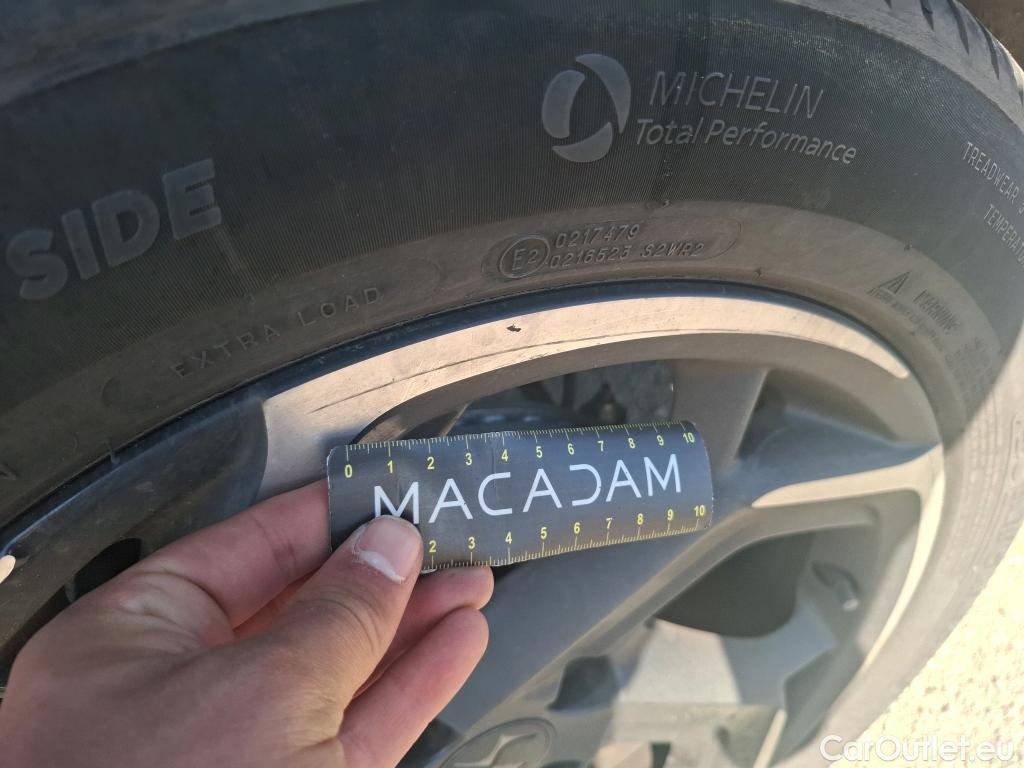 MICHELIN
Total Performance
TREADWEAR
SIDE
E2
0217479
0216523 S2WR2
EXTRA LOAD
WARNING
0 1 2 3 4 5 6 7 8 9 10
MACADAM
2 3 4 5 6 7 8 9 10
CarOutlet.eu